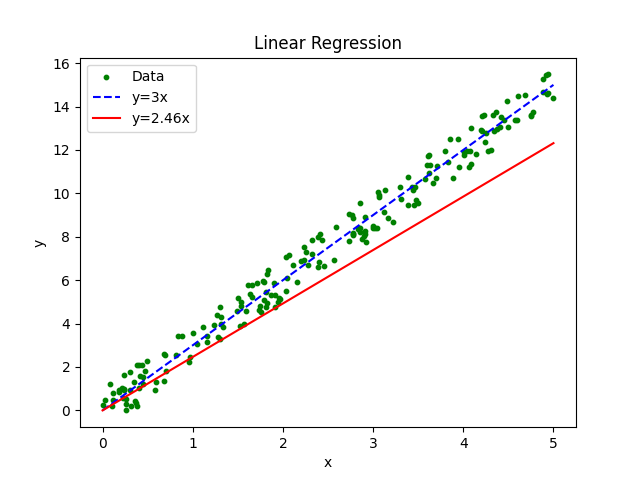 Linear Regression
Data
y=3x
y=2.46x
16
14
12
10
8
6
4
2
0
y
0 1 2 3 4 5
x